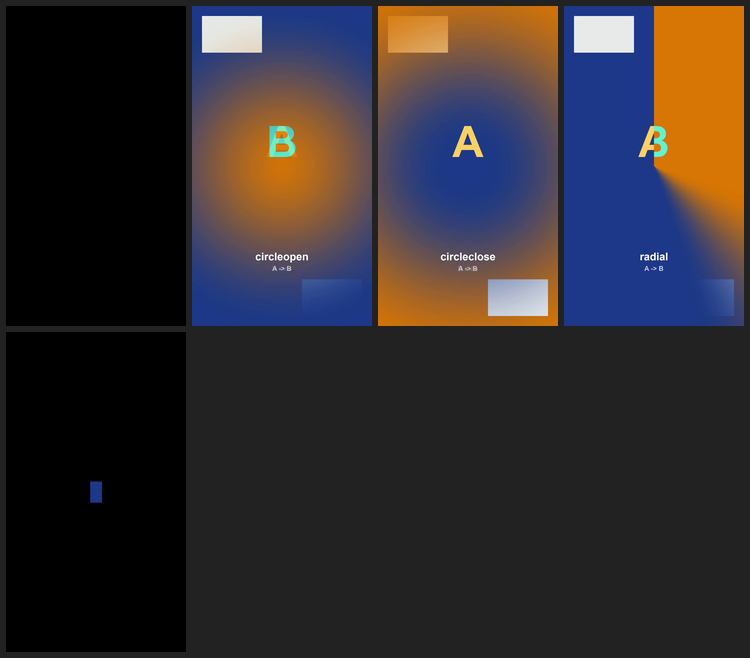 B
circleopen
A -> B
A
circleclose
A -> B
AB
radial
A -> B